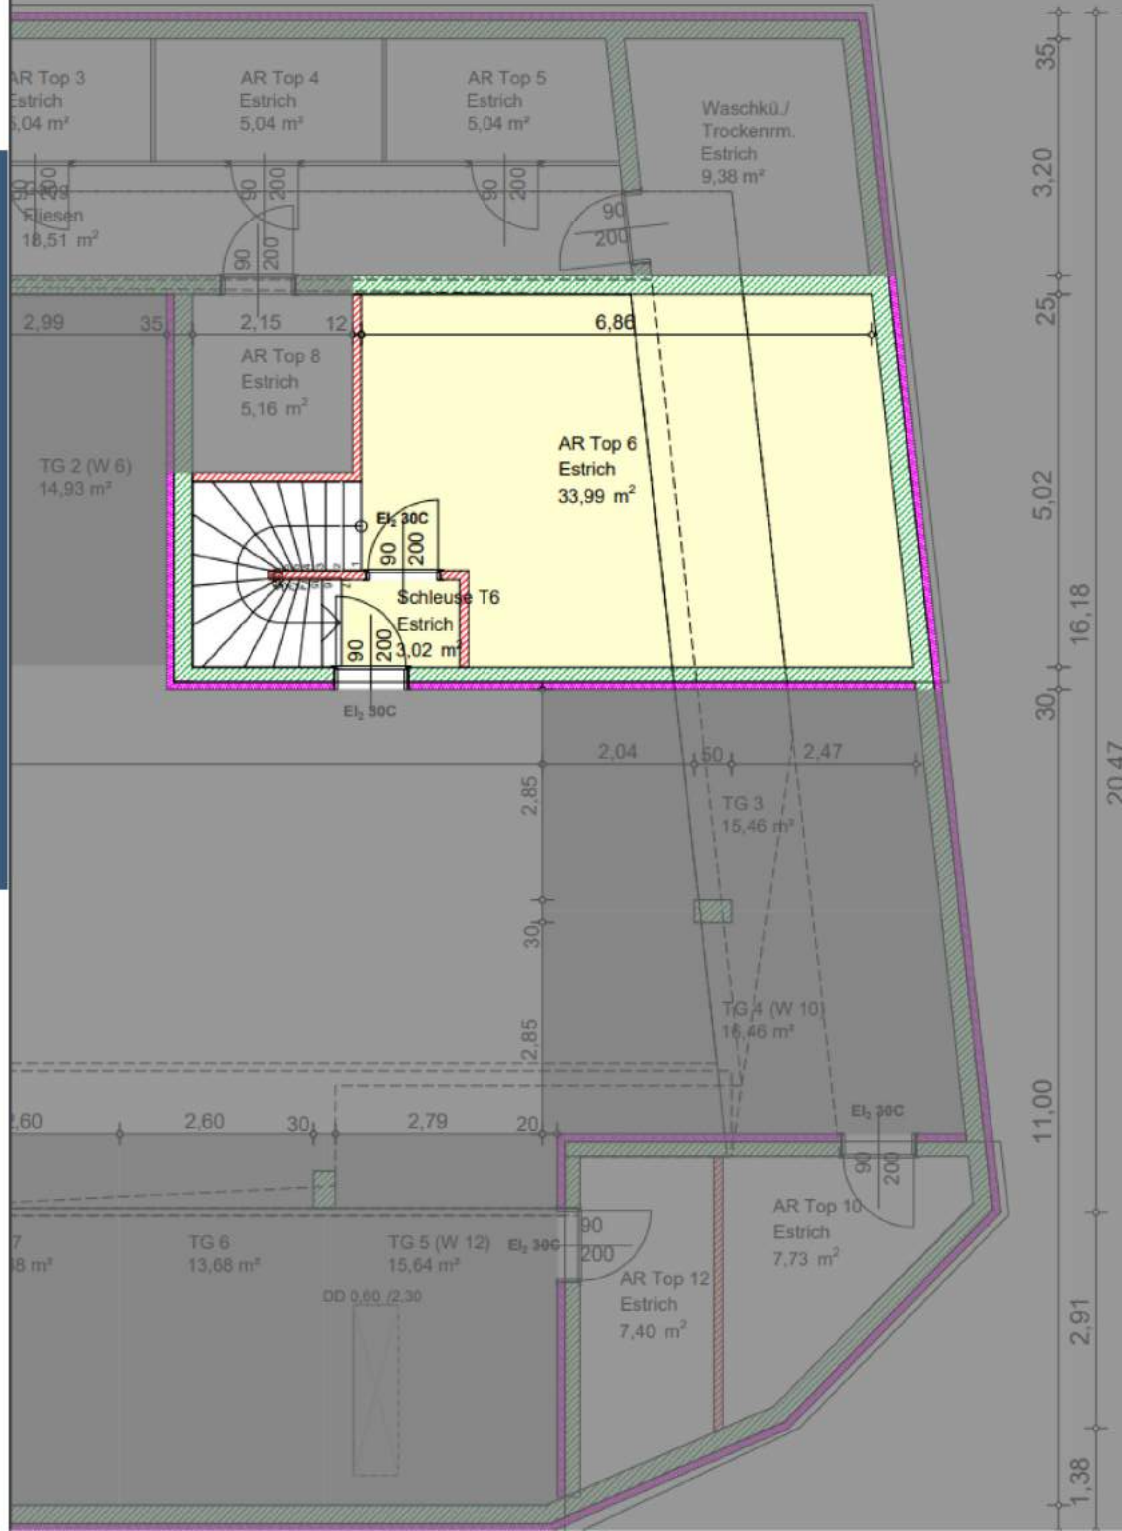 AR Top 3
Estrich
5,04 m²
AR Top 4
Estrich
5,04 m²
AR Top 5
Estrich
5,04 m²
Waschkü./
Trockenrm.
Estrich
9,38 m²
35
3,20
90
200
90
200
90
200
90
200
Fliesen
18,51 m²
90
200
25
2,99
35
2,15
12
6,86
AR Top 8
Estrich
5,16 m²
TG 2 (W 6)
14,93 m²
AR Top 6
Estrich
33,99 m²
5,02
EI₂ 30C
90
200
Schleuse T6
Estrich
3,02 m²
90
200
EI₂ 30C
16,18
30
2,04
50
2,47
2,85
TG 3
15,46 m²
20,47
30
TG 4 (W 10)
16,46 m²
2,85
2,60
30
2,79
20
EI₂ 30C
90
200
11,00
AR Top 10
Estrich
7,73 m²
TG 6
13,68 m²
TG 5 (W 12)
15,64 m²
EI₂ 30C
90
200
DD 0,60 /2,30
AR Top 12
Estrich
7,40 m²
2,91
1,38